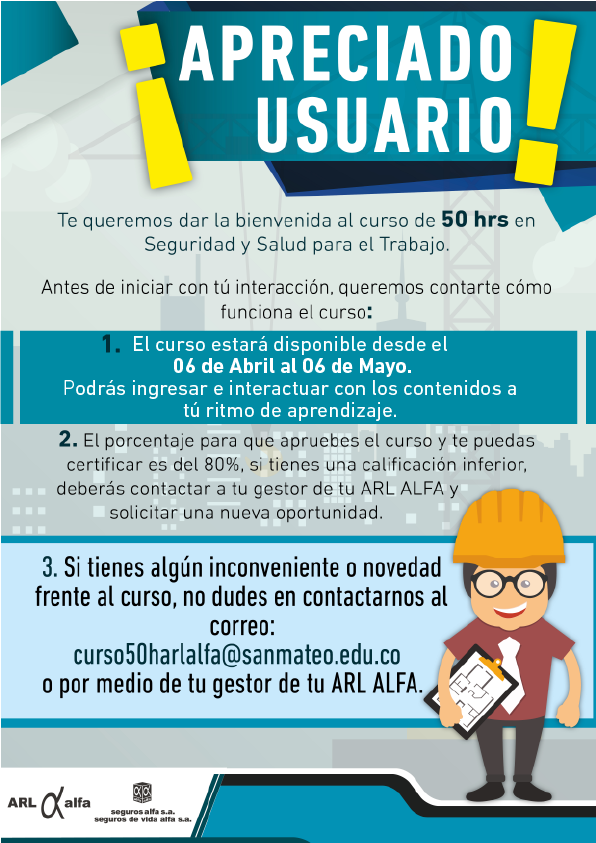 ¡APRECIADO
USUARIO!
Te queremos dar la bienvenida al curso de 50 hrs en
Seguridad y Salud para el Trabajo.
Antes de iniciar con tú interacción, queremos contarte cómo
funciona el curso:
1. El curso estará disponible desde el
06 de Abril al 06 de Mayo.
Podrás ingresar e interactuar con los contenidos a
tú ritmo de aprendizaje.
2. El porcentaje para que apruebes el curso y te puedas
certificar es del 80%, si tienes una calificación inferior,
deberás contactar a tu gestor de tu ARL ALFA y
solicitar una nueva oportunidad.
3. Si tienes algún inconveniente o novedad
frente al curso, no dudes en contactarnos al
correo:
curso50harlalfa@sanmateo.edu.co
o por medio de tu gestor de tu ARL ALFA.
ARL alfa
seguros alfa s.a.
seguros de vida alfa s.a.